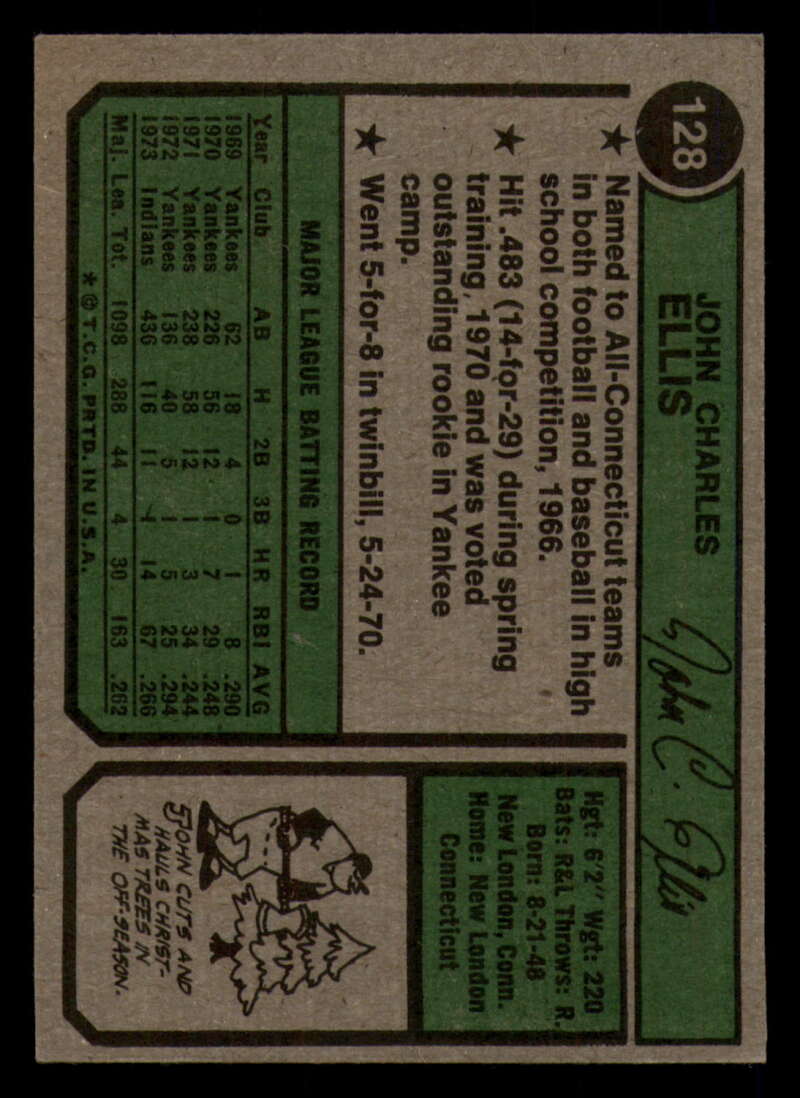 128
JOHN CHARLES
ELLIS
John C. Ellis
★ Named to All-Connecticut teams
in both football and baseball in high
school competition, 1966.
★ Hit .483 (14-for-29) during spring
training, 1970 and was voted
outstanding rookie in Yankee
camp.
★ Went 5-for-8 in twinbill, 5-24-70.
MAJOR LEAGUE BATTING RECORD
Year Club AB H 2B 3B HR RBI AVG
1969 Yankees 62 18 4 0 1 8 .290
1970 Yankees 226 56 12 1 7 29 .248
1971 Yankees 238 58 12 1 3 34 .244
1972 Yankees 136 40 5 1 5 25 .294
1973 Indians 436 116 11 1 14 67 .266
Maj. Lea. Tot. 1098 288 44 4 30 163 .262
* © T.C.G. PRTD. IN U.S.A.
Hgt: 6'2" Wgt: 220
Bats: R&L Throws: R.
Born: 8-21-48
New London, Conn.
Home: New London
Connecticut
JOHN CUTS AND
HAULS CHRIST-
MAS TREES IN
THE OFF-SEASON.